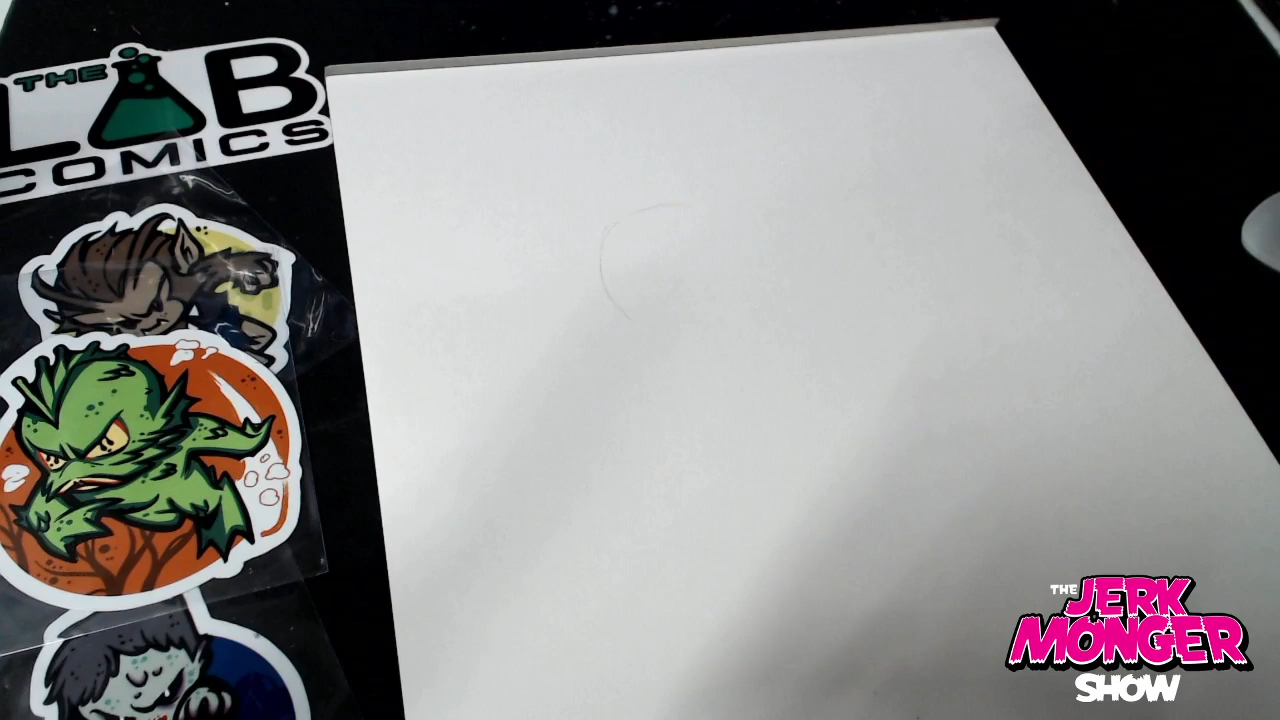 THE
LAB
COMICS
THE
JERK
MONGER
SHOW